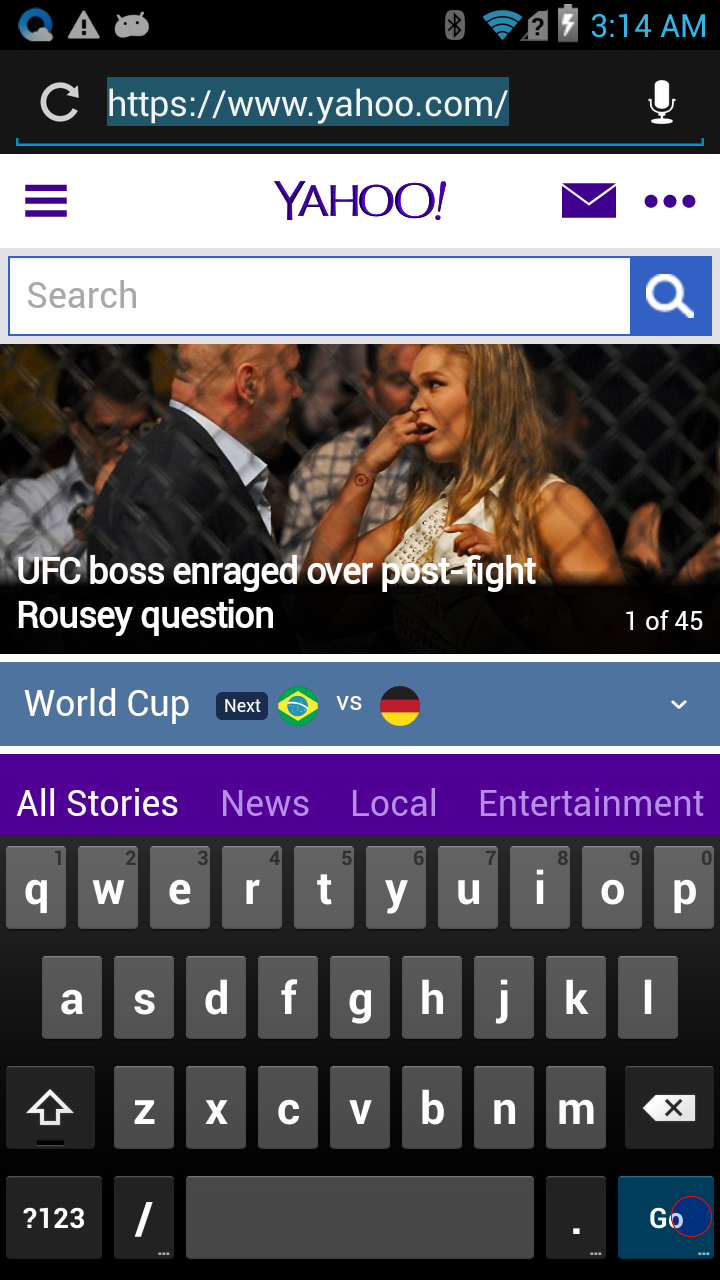 3:14 AM
https://www.yahoo.com/
YAHOO!
Search
UFC boss enraged over post-fight
Rousey question
1 of 45
World Cup Next vs
All Stories News Local Entertainment
1 2 3 4 5 6 7 8 9 0
q w e r t y u i o p
a s d f g h j k l
z x c v b n m
?123 / ... . ... Go ...